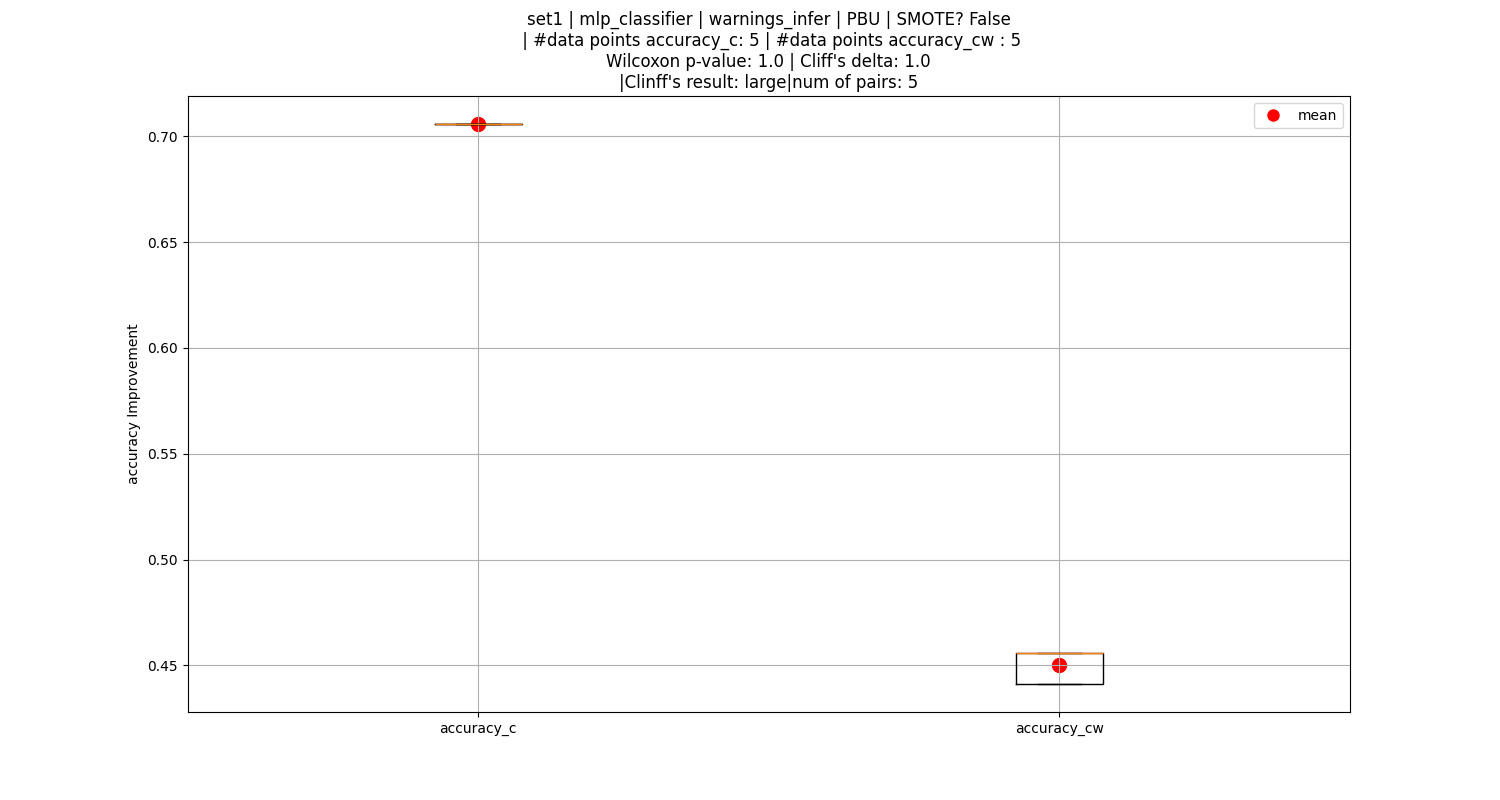 set1 | mlp_classifier | warnings_infer | PBU | SMOTE? False
| #data points accuracy_c: 5 | #data points accuracy_cw : 5
Wilcoxon p-value: 1.0 | Cliff's delta: 1.0
|Clinff's result: large|num of pairs: 5
mean
0.70
0.65
0.60
0.55
0.50
0.45
accuracy Improvement
accuracy_c
accuracy_cw